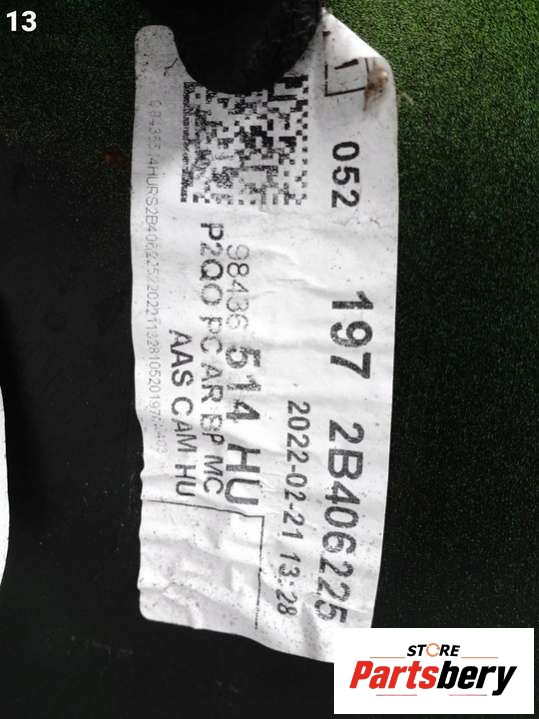 13
052
197 2B406225
2022-02-21 13:28
98436 514 HU
P2QO PC AR BP MC
AAS CAM HU
STORE
Partsbery